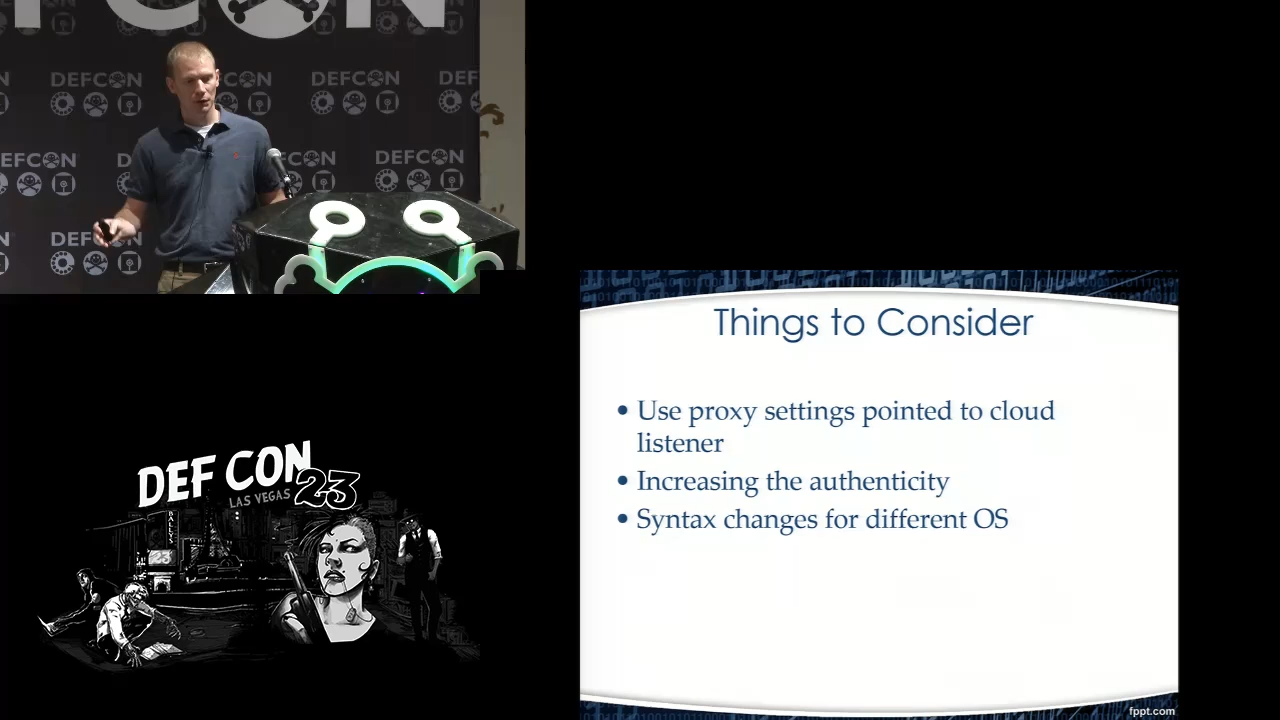 DEFCON
DEFCON
DEFCON
DEFCON
DEFCON
DEF CON
LAS VEGAS 23
Things to Consider
• Use proxy settings pointed to cloud
listener
• Increasing the authenticity
• Syntax changes for different OS
fppt.com